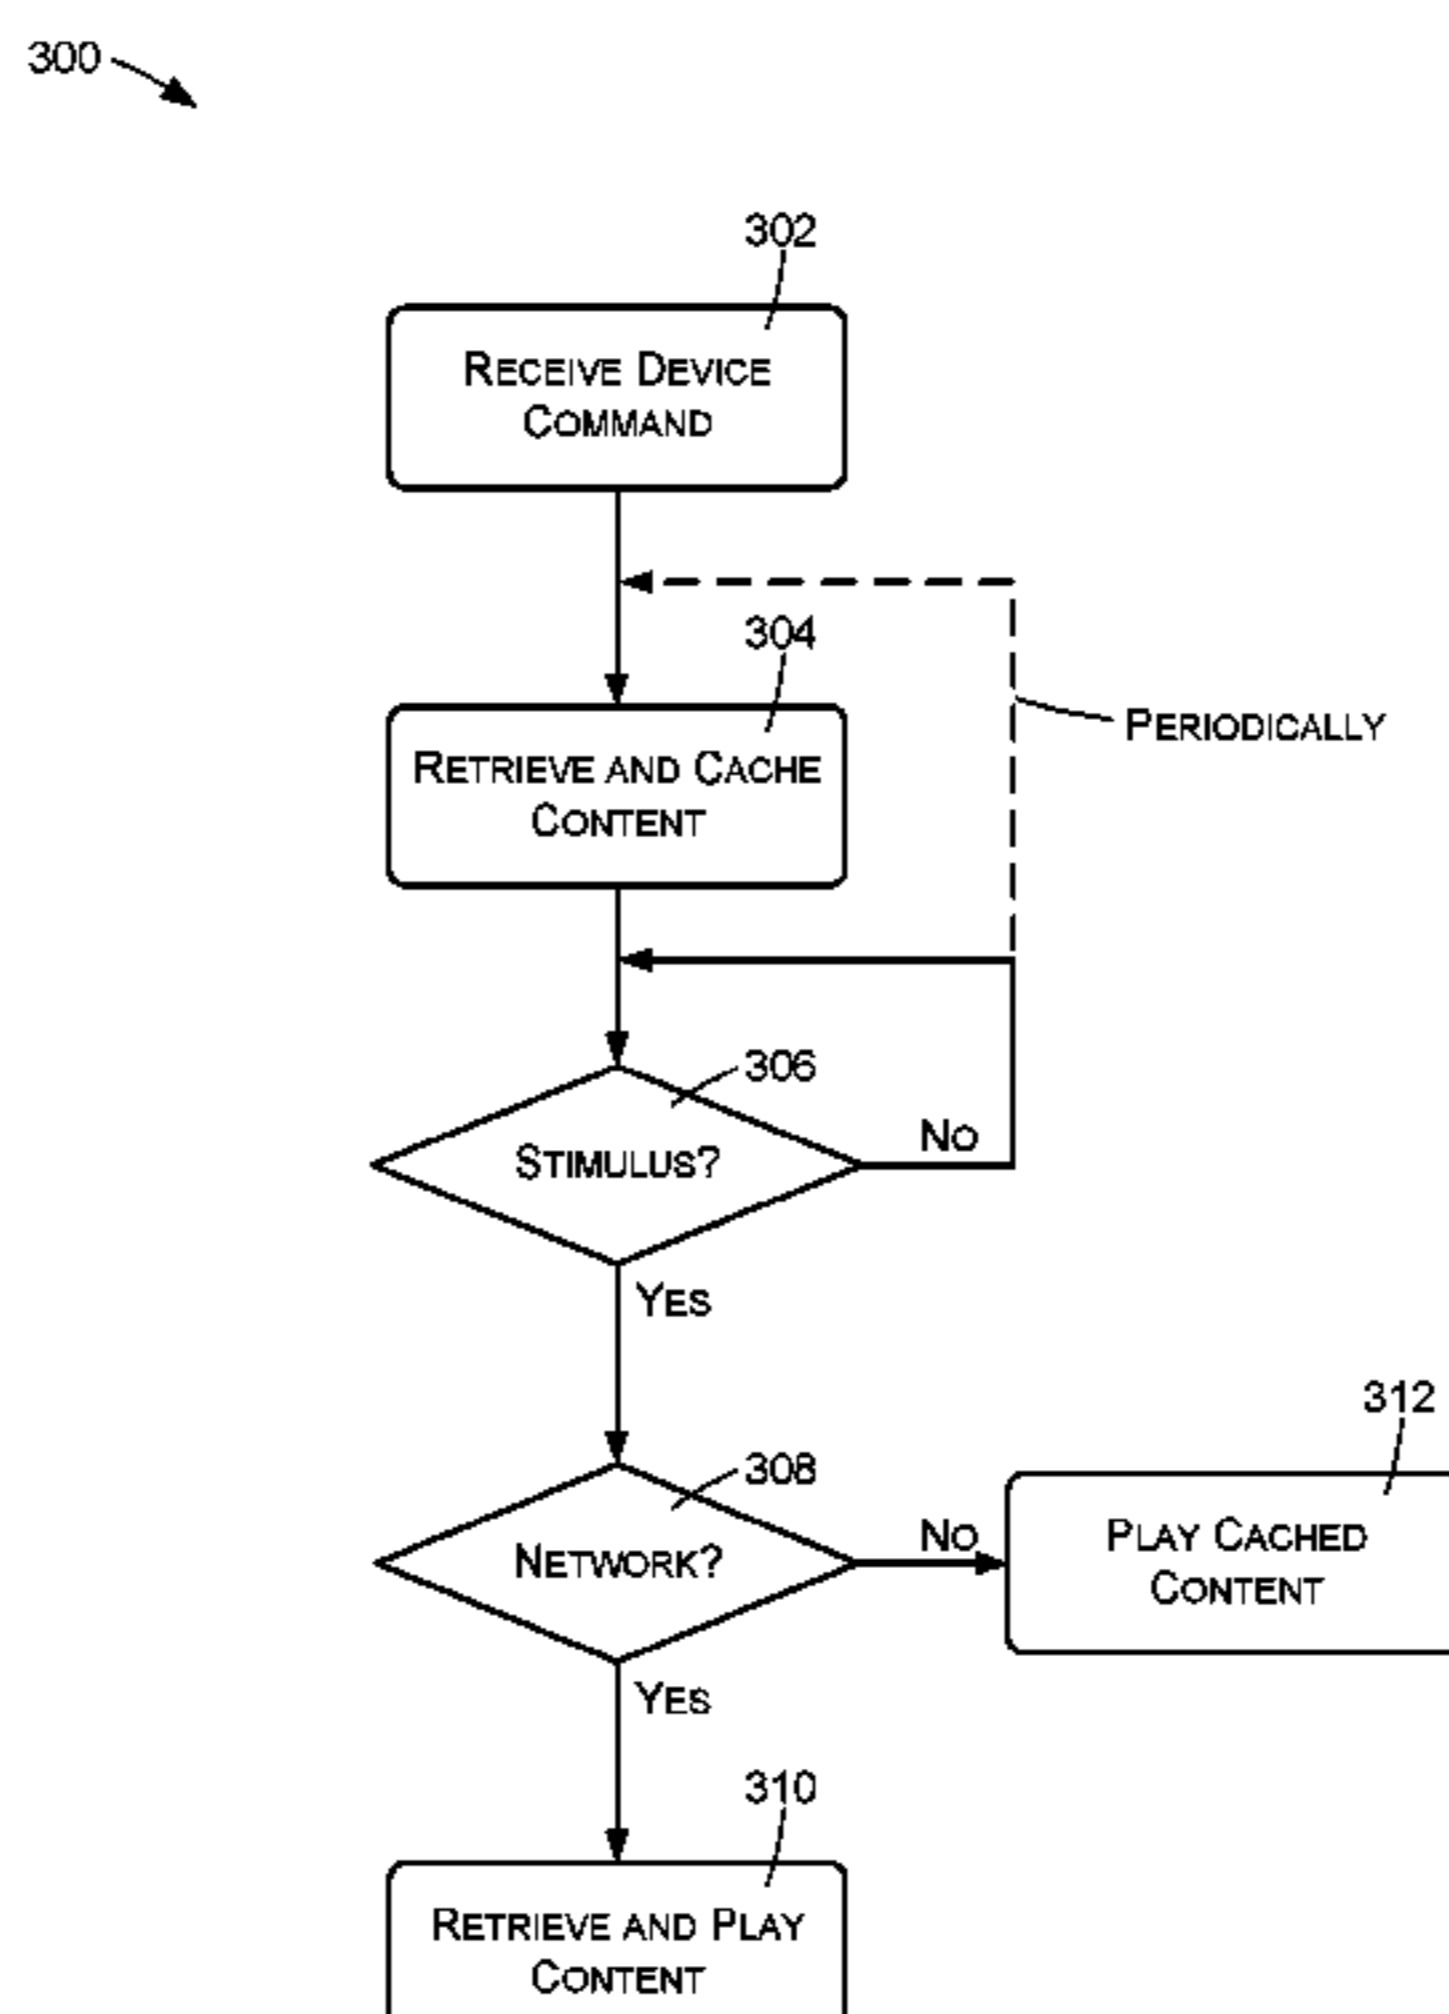 300
302
RECEIVE DEVICE
COMMAND
304
PERIODICALLY
RETRIEVE AND CACHE
CONTENT
306
NO
STIMULUS?
YES
312
308
NO
PLAY CACHED
CONTENT
NETWORK?
YES
310
RETRIEVE AND PLAY
CONTENT